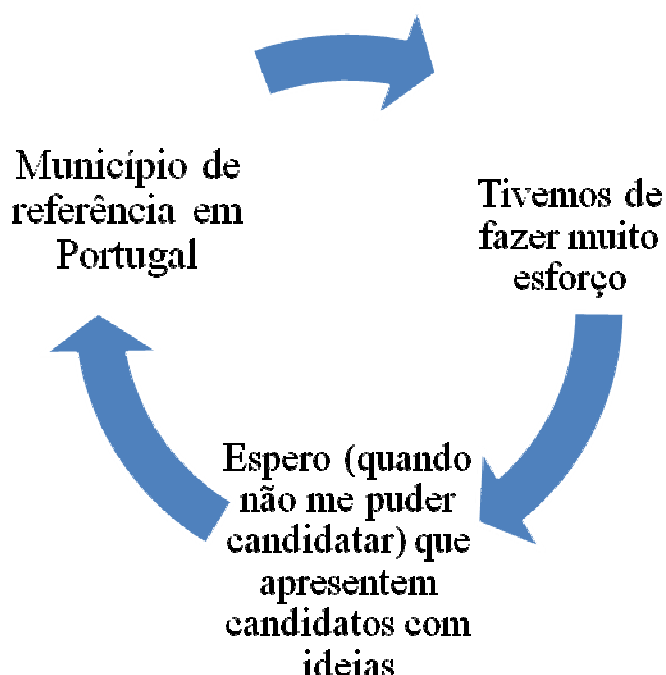 Município de
referência em
Portugal
Tivemos de
fazer muito
esforço
Espero (quando
não me puder
candidatar) que
apresentem
candidatos com
ideias